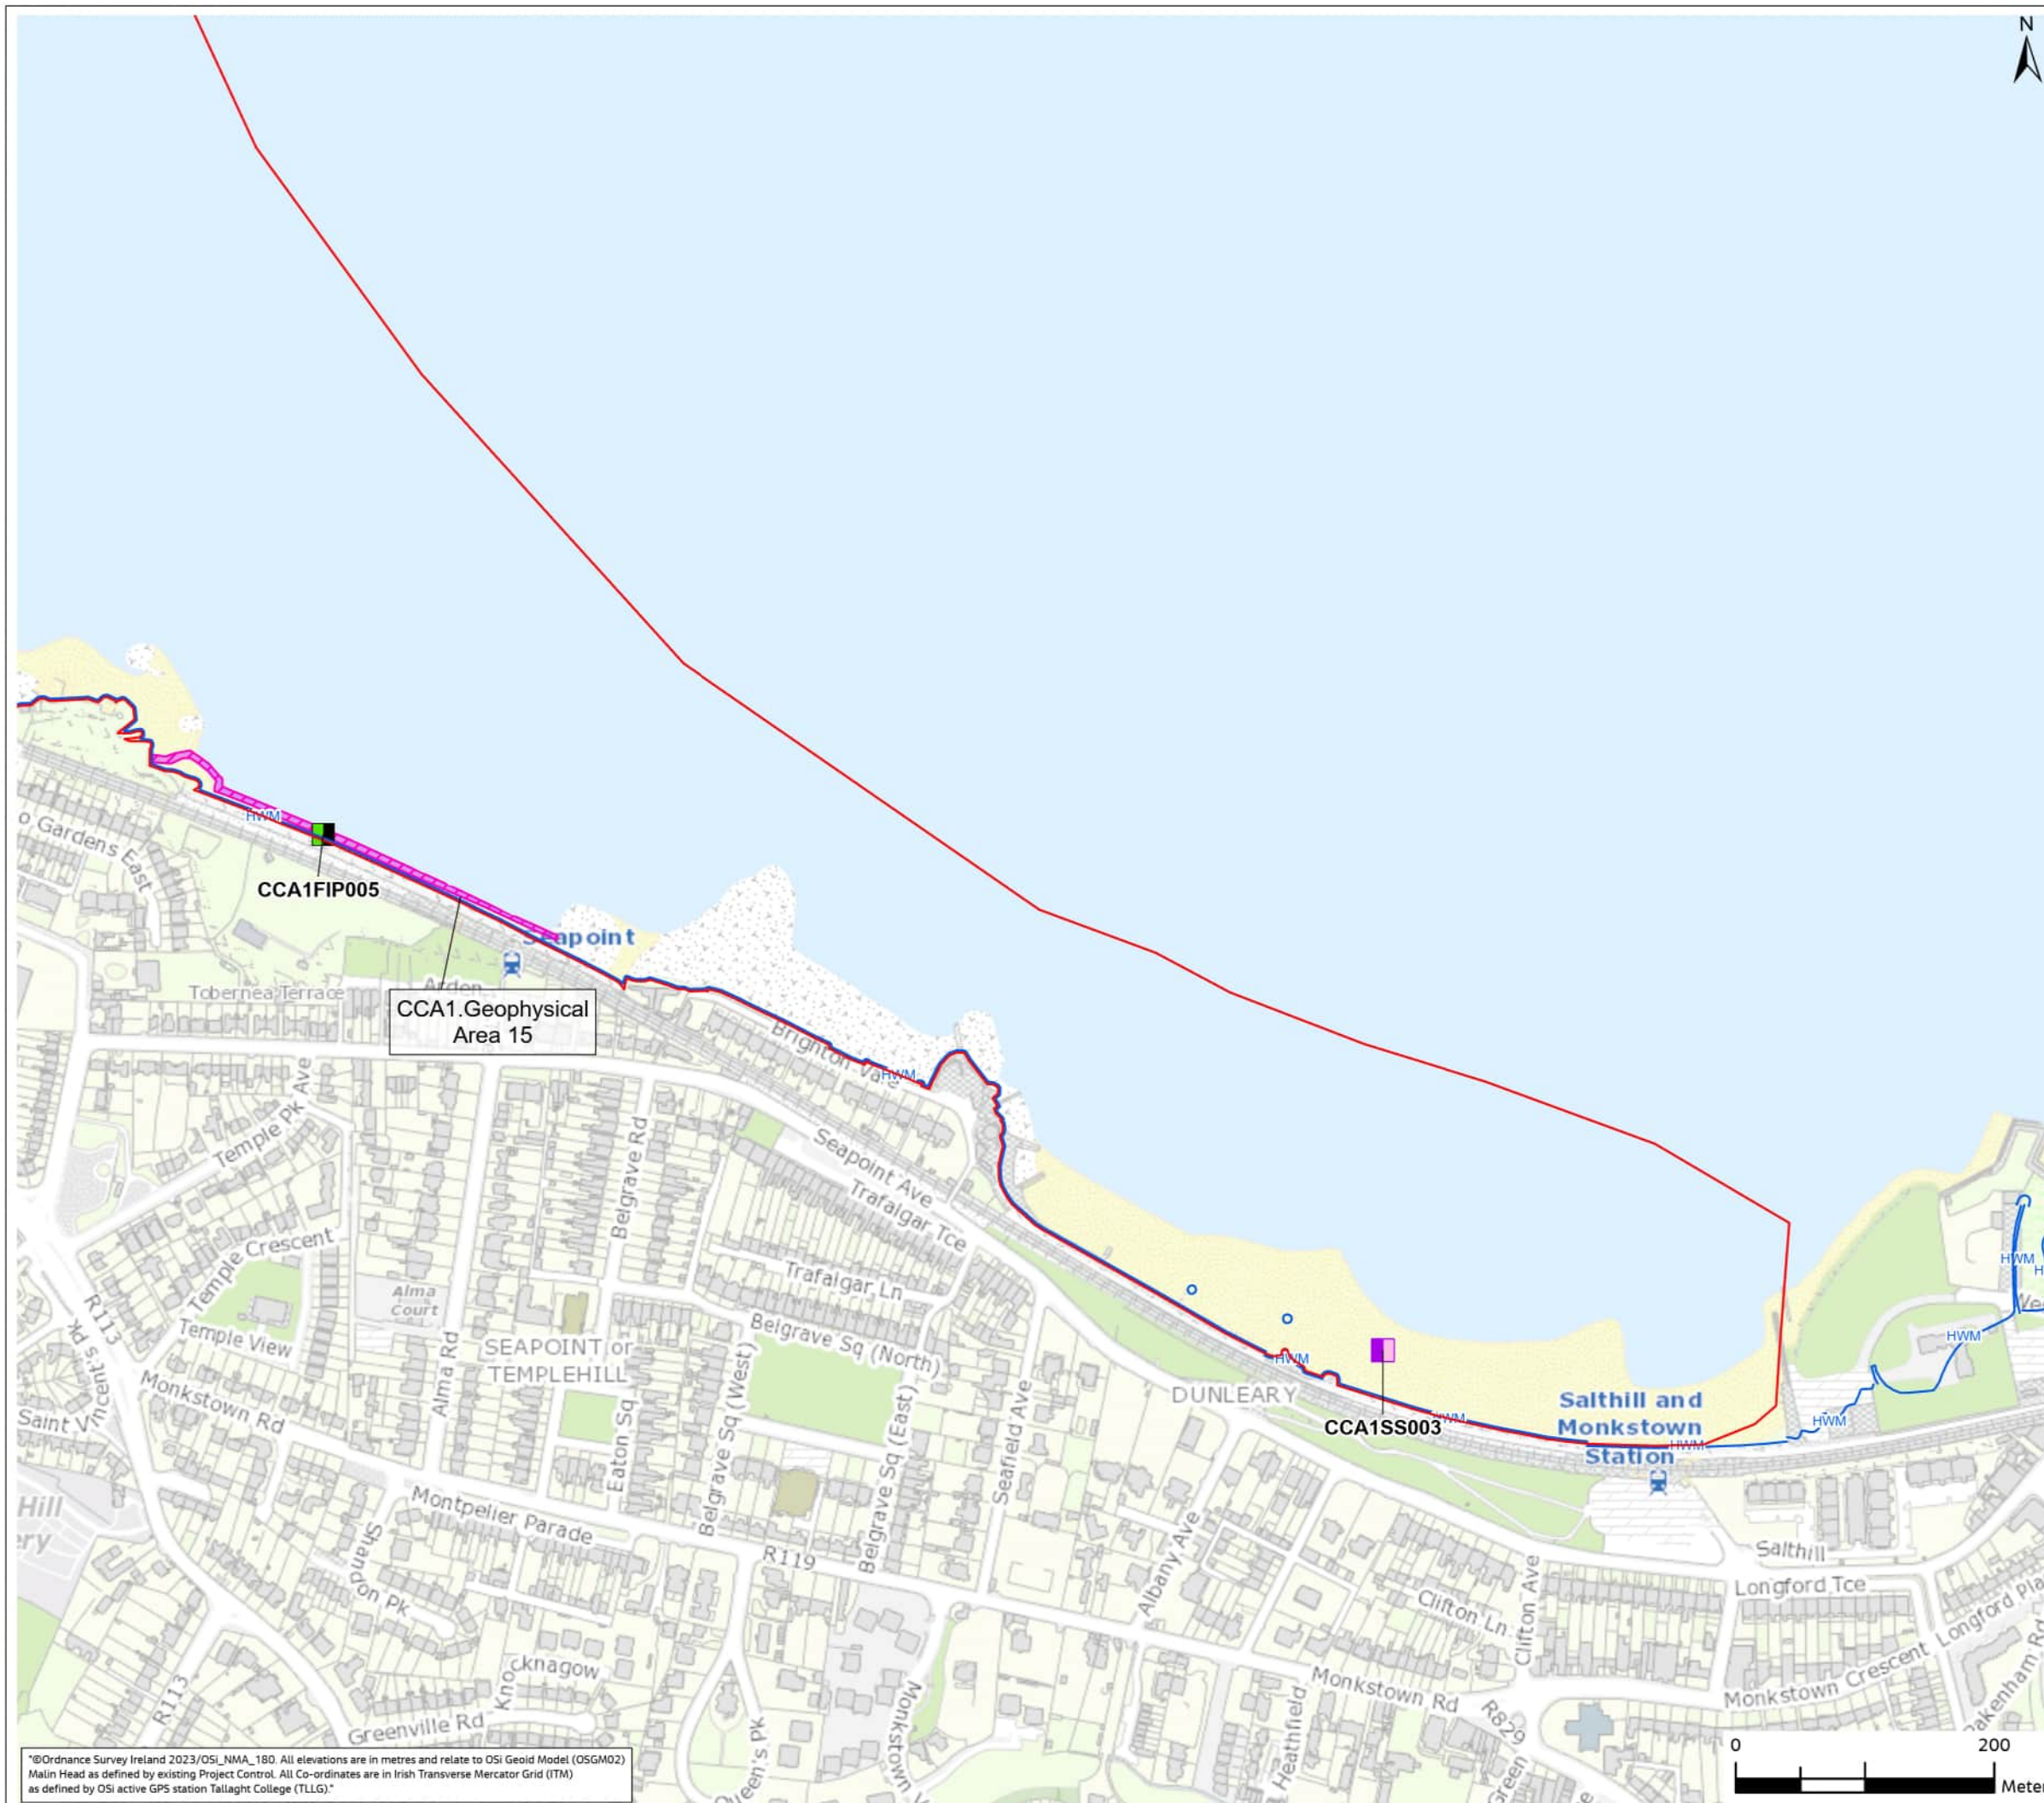 N
HWM
CCA1FIP005
Gardens East
Seapoint
Tobernea Terrace
Arden
CCA1.Geophysical
Area 15
Brighton Vale
HWM
Temple Pk Ave
Belgrave Rd
Seapoint Ave
Trafalgar Tce
Temple Crescent
Trafalgar Ln
HWM
HWM
R113
Alma
Court
Temple View
Belgrave Sq (North)
SEAPOINT or
TEMPLEHILL
Alma Rd
HWM
DUNLEARY
Monkstown Rd
Saint Vincent's Pk
Eaton Sq
Belgrave Sq (West)
Belgrave Sq (East)
Seafield Ave
CCA1SS003
HWM
Salthill and
Monkstown
Station
HWM
HWM
Hill
Montpelier Parade
R119
Albany Ave
Salthill
Shandon Pk
Clifton Ln
Clifton Ave
Longford Tce
Knocknagow
Monkstown Rd
R829
Monkstown Crescent
Longford Pla
Pakenham Rd
R113
Greenville Rd
Queen's Pk
Monkstown V
Heathfield
Green
0
200
Meter
"©Ordnance Survey Ireland 2023/OSi_NMA_180. All elevations are in metres and relate to OSi Geoid Model (OSGM02)
Malin Head as defined by existing Project Control. All Co-ordinates are in Irish Transverse Mercator Grid (ITM)
as defined by OSi active GPS station Tallaght College (TLLG)."